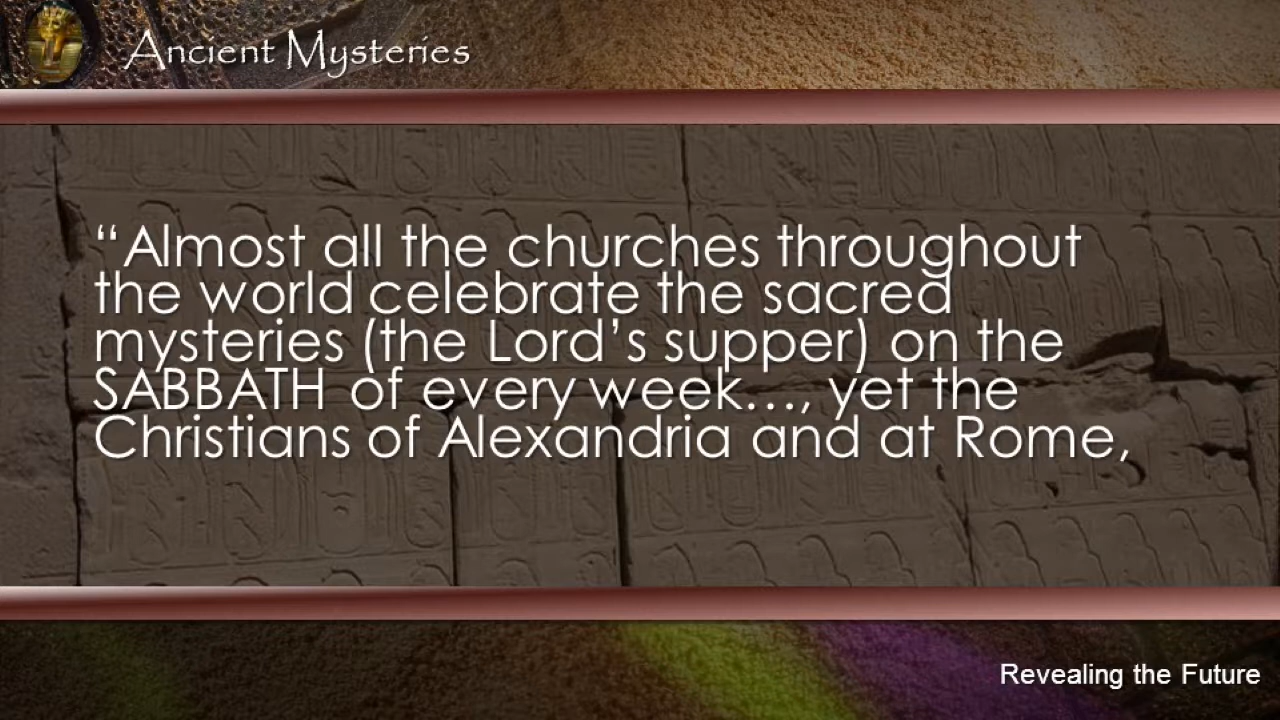 Ancient Mysteries
“Almost all the churches throughout
the world celebrate the sacred
mysteries (the Lord’s supper) on the
SABBATH of every week…, yet the
Christians of Alexandria and at Rome,
Revealing the Future